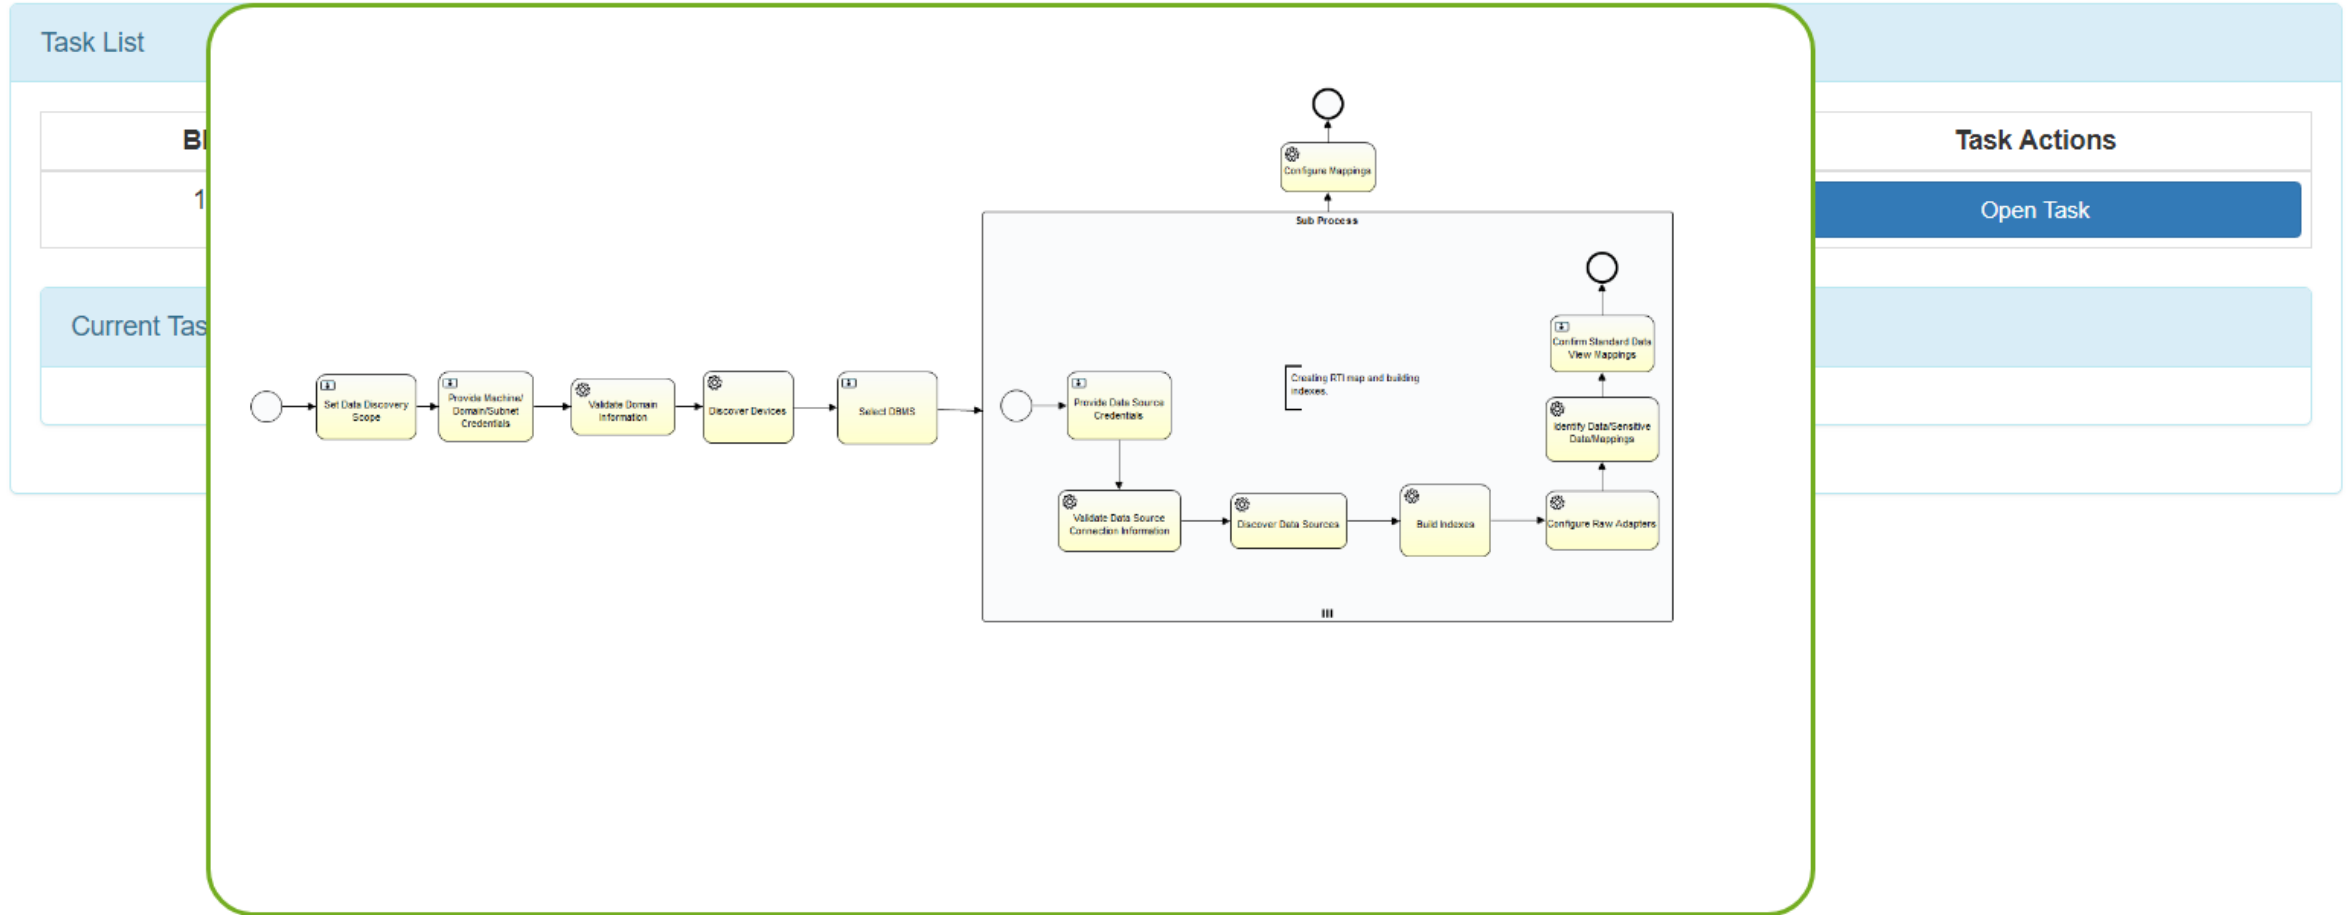 Task List
Bl
Task Actions
1
Open Task
Current Tas
Configure Mappings
Sub Process
Confirm Standard Data
View Mappings
Set Data Discovery
Scope
Provide Machine/
Domain/Subnet
Credentials
Validate Domain
Information
Discover Devices
Select DBMS
Provide Data Source
Credentials
Creating RTI map and building
indexes.
Identify Data/Sensitive
Data/Mappings
Validate Data Source
Connection Information
Discover Data Sources
Build Indexes
Configure Raw Adapters